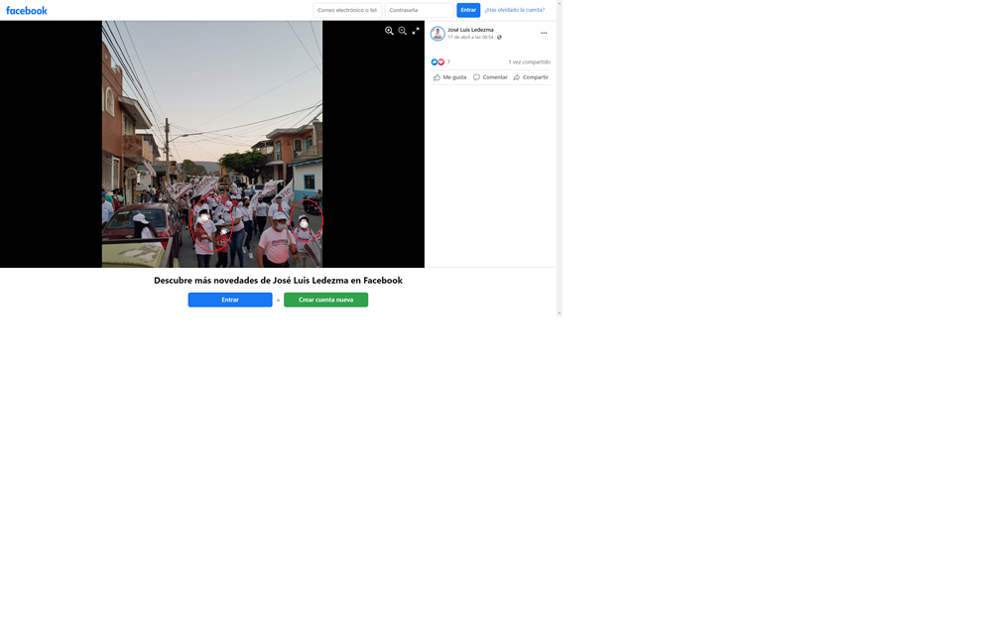 facebook
Correo electrónico o tel
Contraseña
Entrar
¿Has olvidado la cuenta?
José Luis Ledezma
17 de abril a las 08:54 ·
7
1 vez compartido
Me gusta
Comentar
Compartir
Descubre más novedades de José Luis Ledezma en Facebook
Entrar
o
Crear cuenta nueva